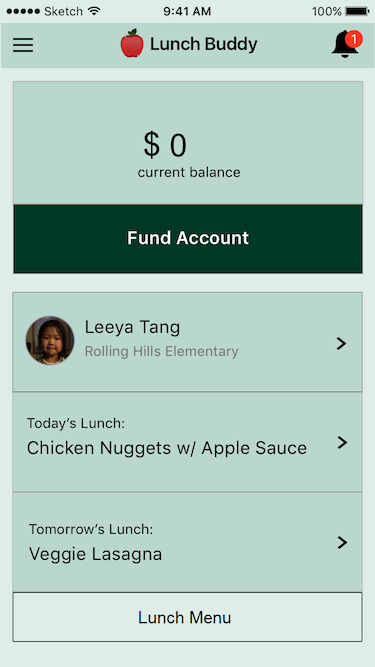 Sketch 9:41 AM 100%
Lunch Buddy 1
$ 0
current balance
Fund Account
Leeya Tang
Rolling Hills Elementary
Today’s Lunch:
Chicken Nuggets w/ Apple Sauce
Tomorrow’s Lunch:
Veggie Lasagna
Lunch Menu